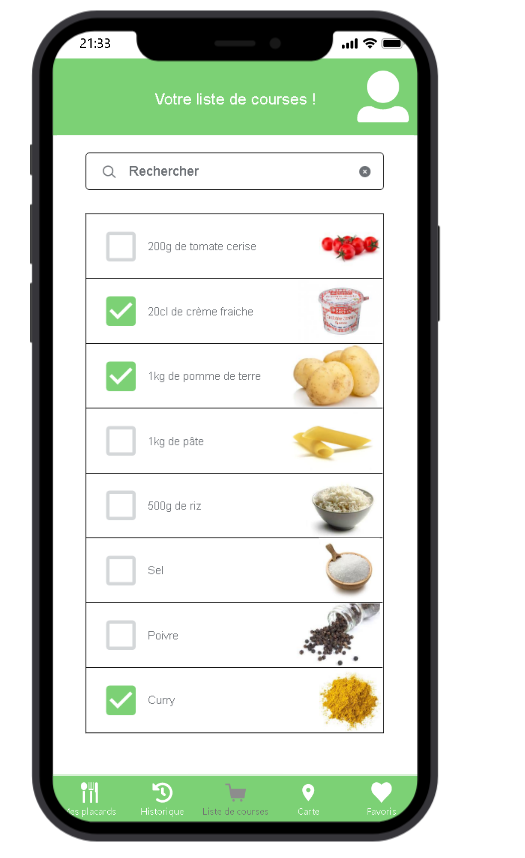 21:33
Votre liste de courses !
Rechercher
200g de tomate cerise
20cl de crème fraiche
1kg de pomme de terre
1kg de pâte
500g de riz
Sel
Poivre
Curry
es placards
Historique
Liste de courses
Carte
Favoris